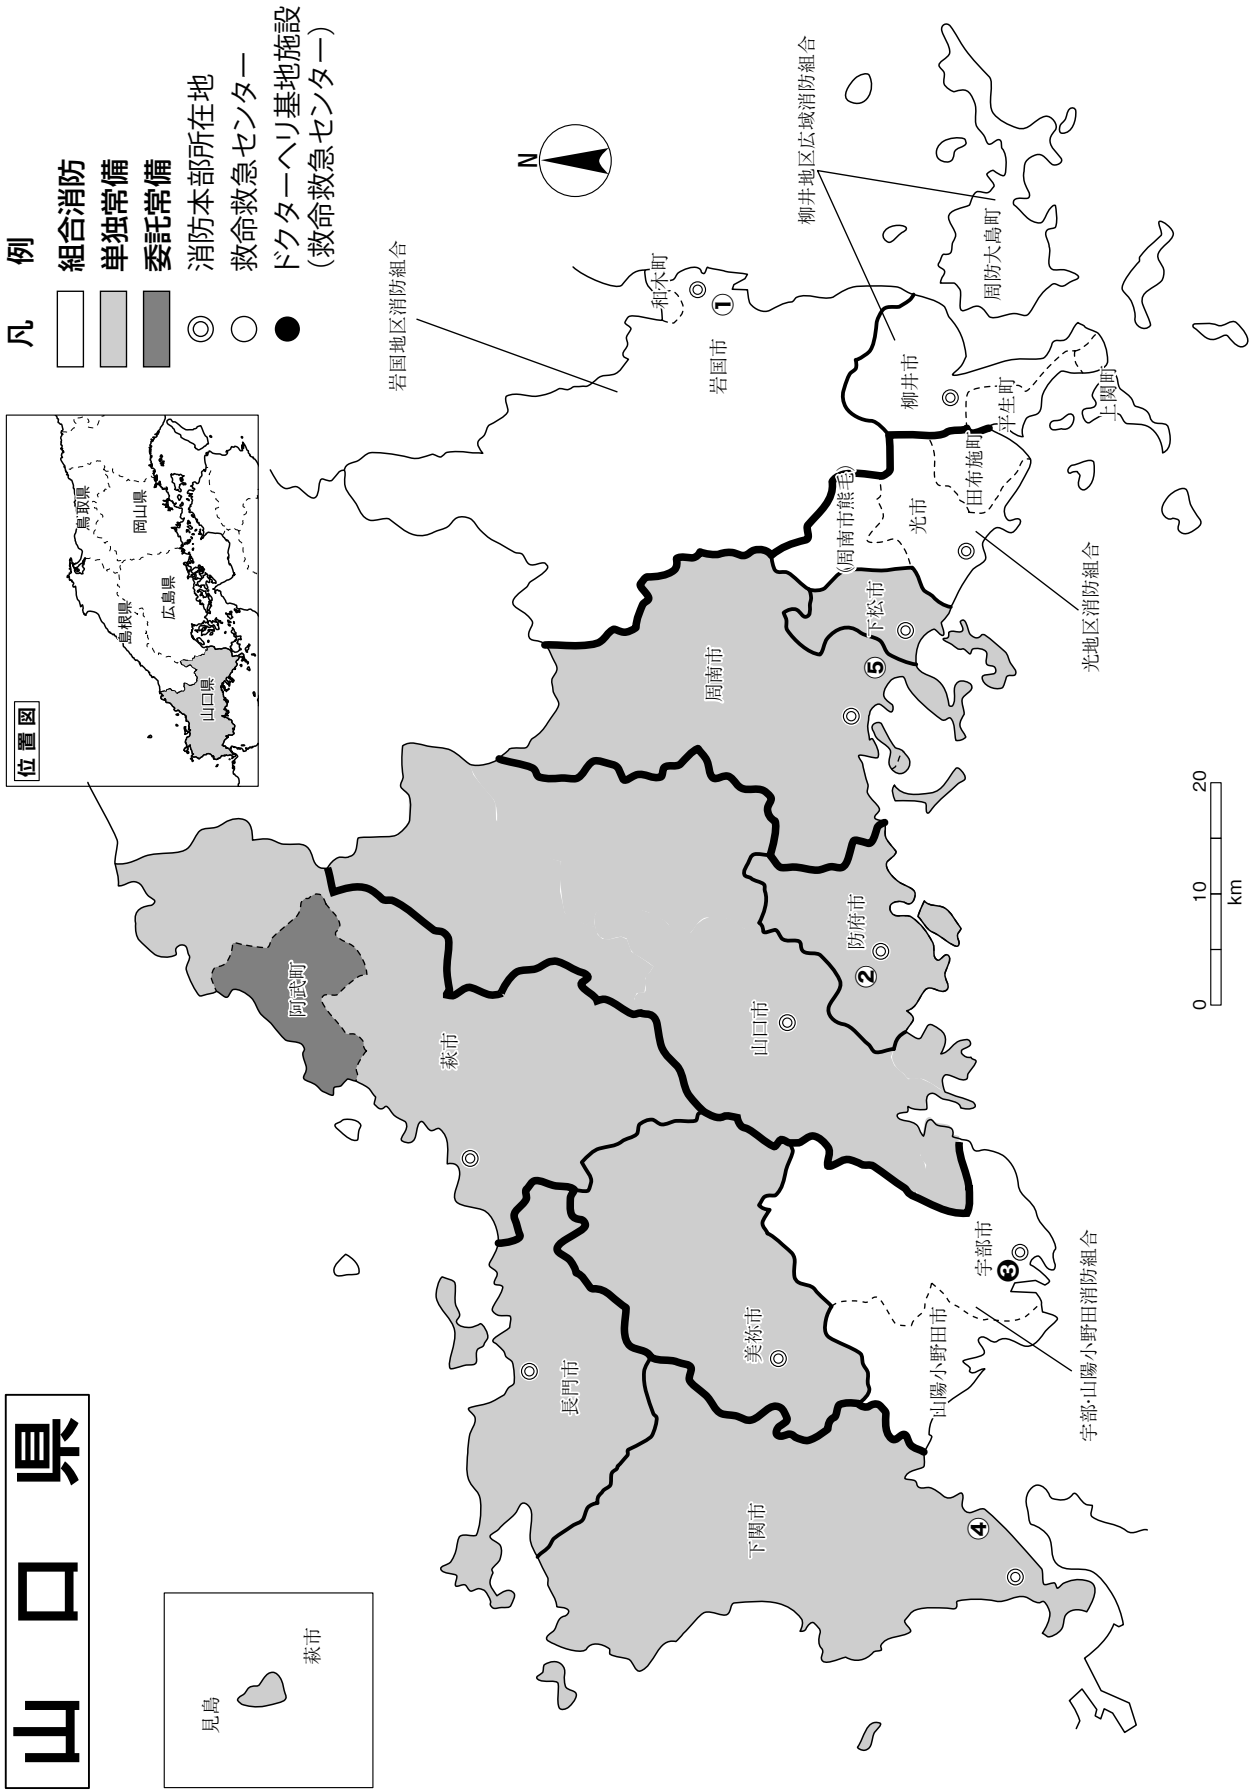 山口県
凡例
組合消防
単独常備
委託常備
消防本部所在地
救命救急センター
ドクターヘリ基地施設
(救命救急センター)
位置図
鳥取県
岡山県
島根県
広島県
山口県
見島
萩市
N
阿武町
萩市
長門市
美祢市
下関市
④
山陽小野田市
宇部市
❸
宇部・山陽小野田消防組合
山口市
防府市
②
周南市
⑤
下松市
(周南市熊毛)
光市
田布施町
光地区消防組合
岩国地区消防組合
和木町
岩国市
①
柳井地区広域消防組合
柳井市
平生町
上関町
周防大島町
0 10 20
km